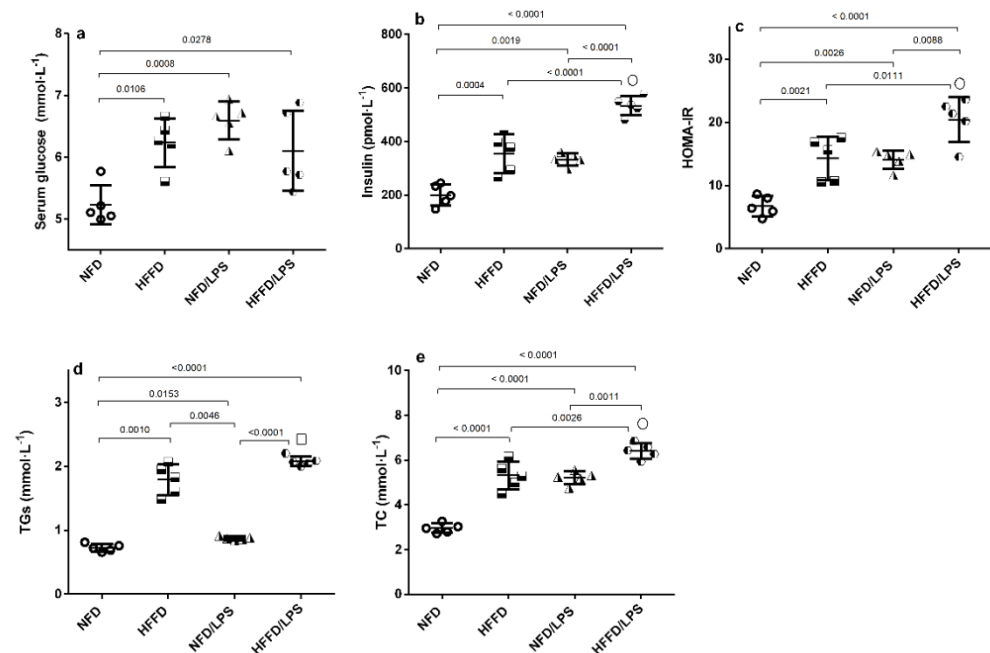 a
0.0278
0.0008
0.0106
Serum glucose (mmol·L⁻¹)
8
7
6
5
NFD
HFFD
NFD/LPS
HFFD/LPS
b
< 0.0001
0.0019
< 0.0001
0.0004
<0.0001
Insulin (pmol·L⁻¹)
800
600
400
200
0
NFD
HFFD
NFD/LPS
HFFD/LPS
c
< 0.0001
0.0088
0.0026
0.0111
0.0021
HOMA-IR
30
20
10
0
NFD
HFFD
NFD/LPS
HFFD/LPS
d
<0.0001
0.0153
0.0046
0.0010
<0.0001
TGs (mmol·L⁻¹)
3
2
1
0
NFD
HFFD
NFD/LPS
HFFD/LPS
e
< 0.0001
< 0.0001
0.0011
0.0026
< 0.0001
TC (mmol·L⁻¹)
10
8
6
4
2
0
NFD
HFFD
NFD/LPS
HFFD/LPS